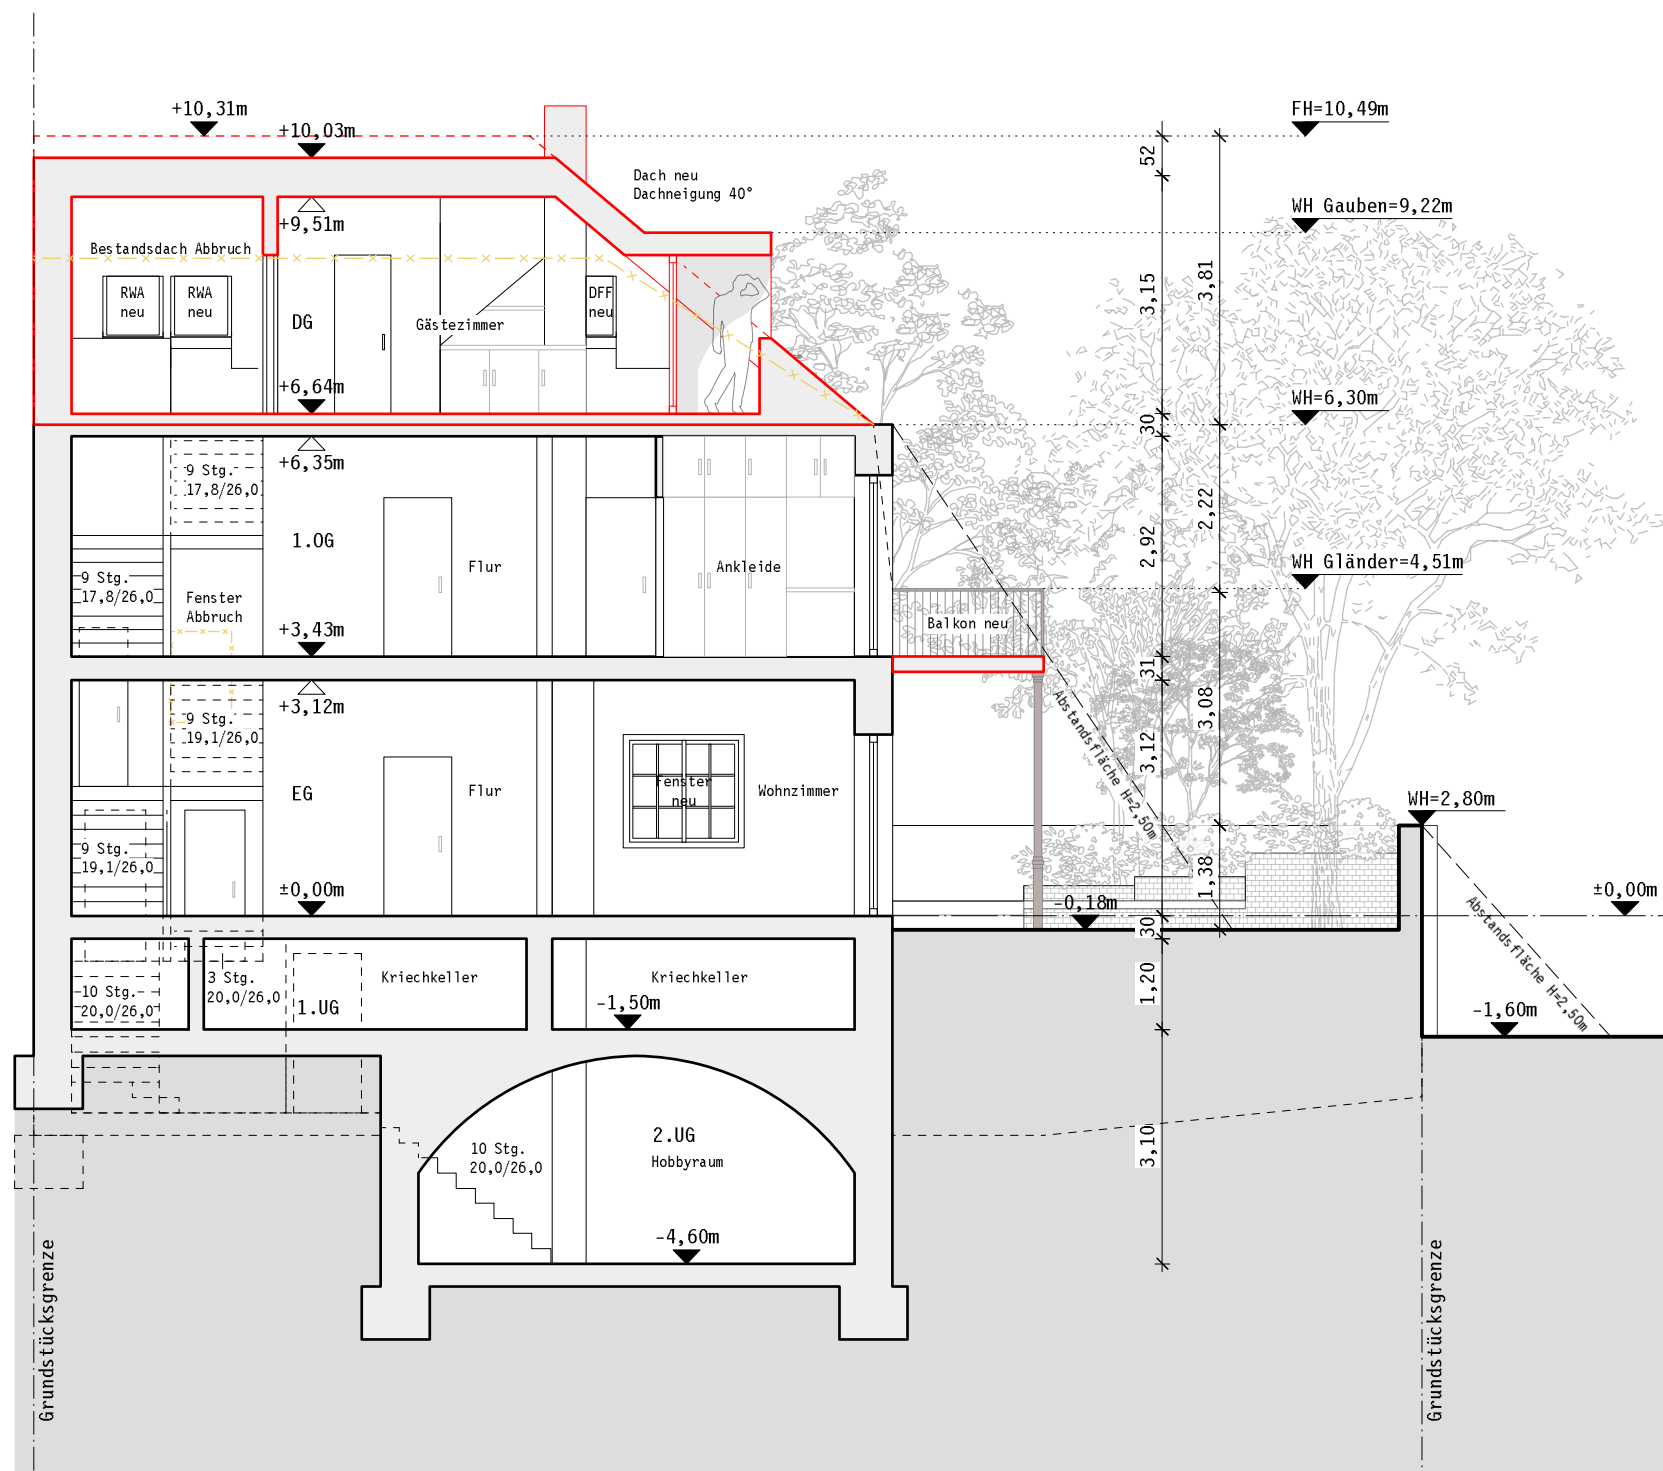 +10,31m
+10,03m
FH=10,49m
52
Dach neu
Dachneigung 40°
WH Gauben=9,22m
+9,51m
Bestandsdach Abbruch
RWA
neu
RWA
neu
DFF
neu
DG
Gästezimmer
3,15
3,81
+6,64m
WH=6,30m
30
+6,35m
9 Stg.
17,8/26,0
1.OG
2,22
2,92
WH Gländer=4,51m
Flur
Ankleide
9 Stg.
17,8/26,0
Fenster
Abbruch
Balkon neu
+3,43m
31
+3,12m
9 Stg.
19,1/26,0
3,08
3,12
Abstandsfläche H=2,50m
EG
Flur
Fenster
neu
Wohnzimmer
WH=2,80m
9 Stg.
19,1/26,0
1,38
±0,00m
-0,18m
±0,00m
30
Abstandsfläche H=2,50m
10 Stg.
20,0/26,0
3 Stg.
20,0/26,0
Kriechkeller
Kriechkeller
1,20
1.UG
-1,50m
-1,60m
10 Stg.
20,0/26,0
2.UG
Hobbyraum
3,10
-4,60m
Grundstücksgrenze
Grundstücksgrenze